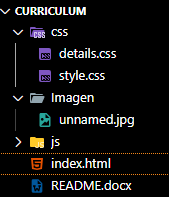 CURRICULUM
css
details.css
style.css
Imagen
unnamed.jpg
js
index.html
README.docx